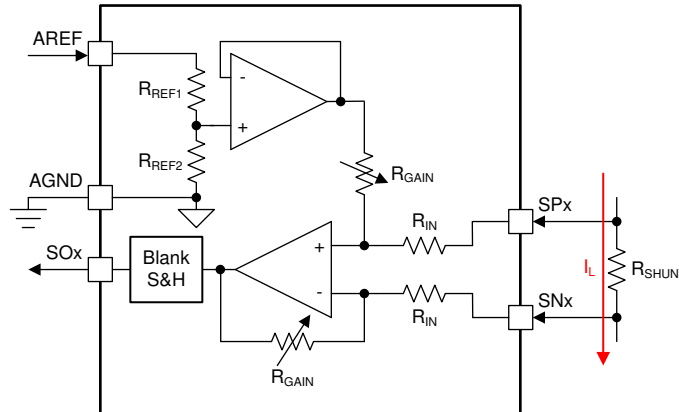 AREF
RREF1
-
+
RREF2
AGND
RGAIN
SPx
RIN
SOx
Blank
S&H
+
-
IL
RSHUN
SNx
RIN
RGAIN